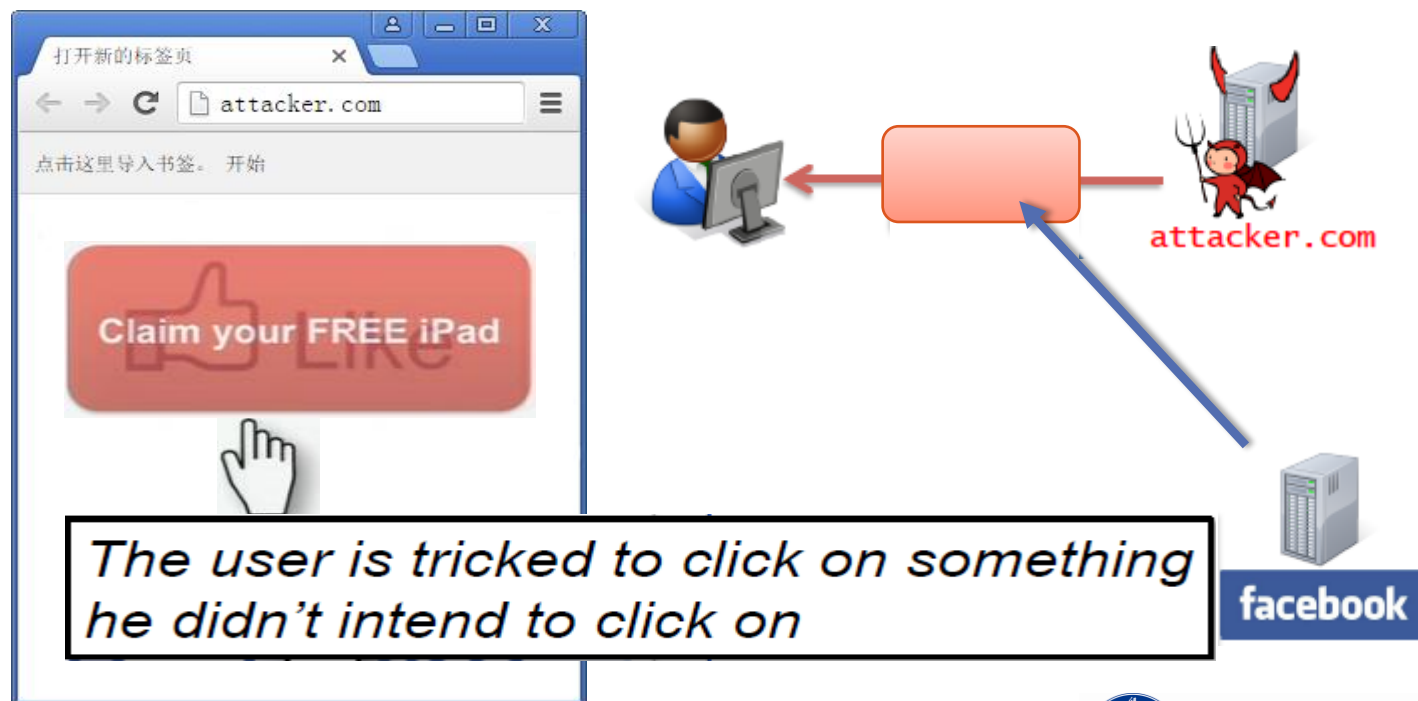 打开新的标签页
attacker.com
点击这里导入书签。 开始
Claim your FREE iPad
Like
attacker.com
The user is tricked to click on something
he didn't intend to click on
facebook